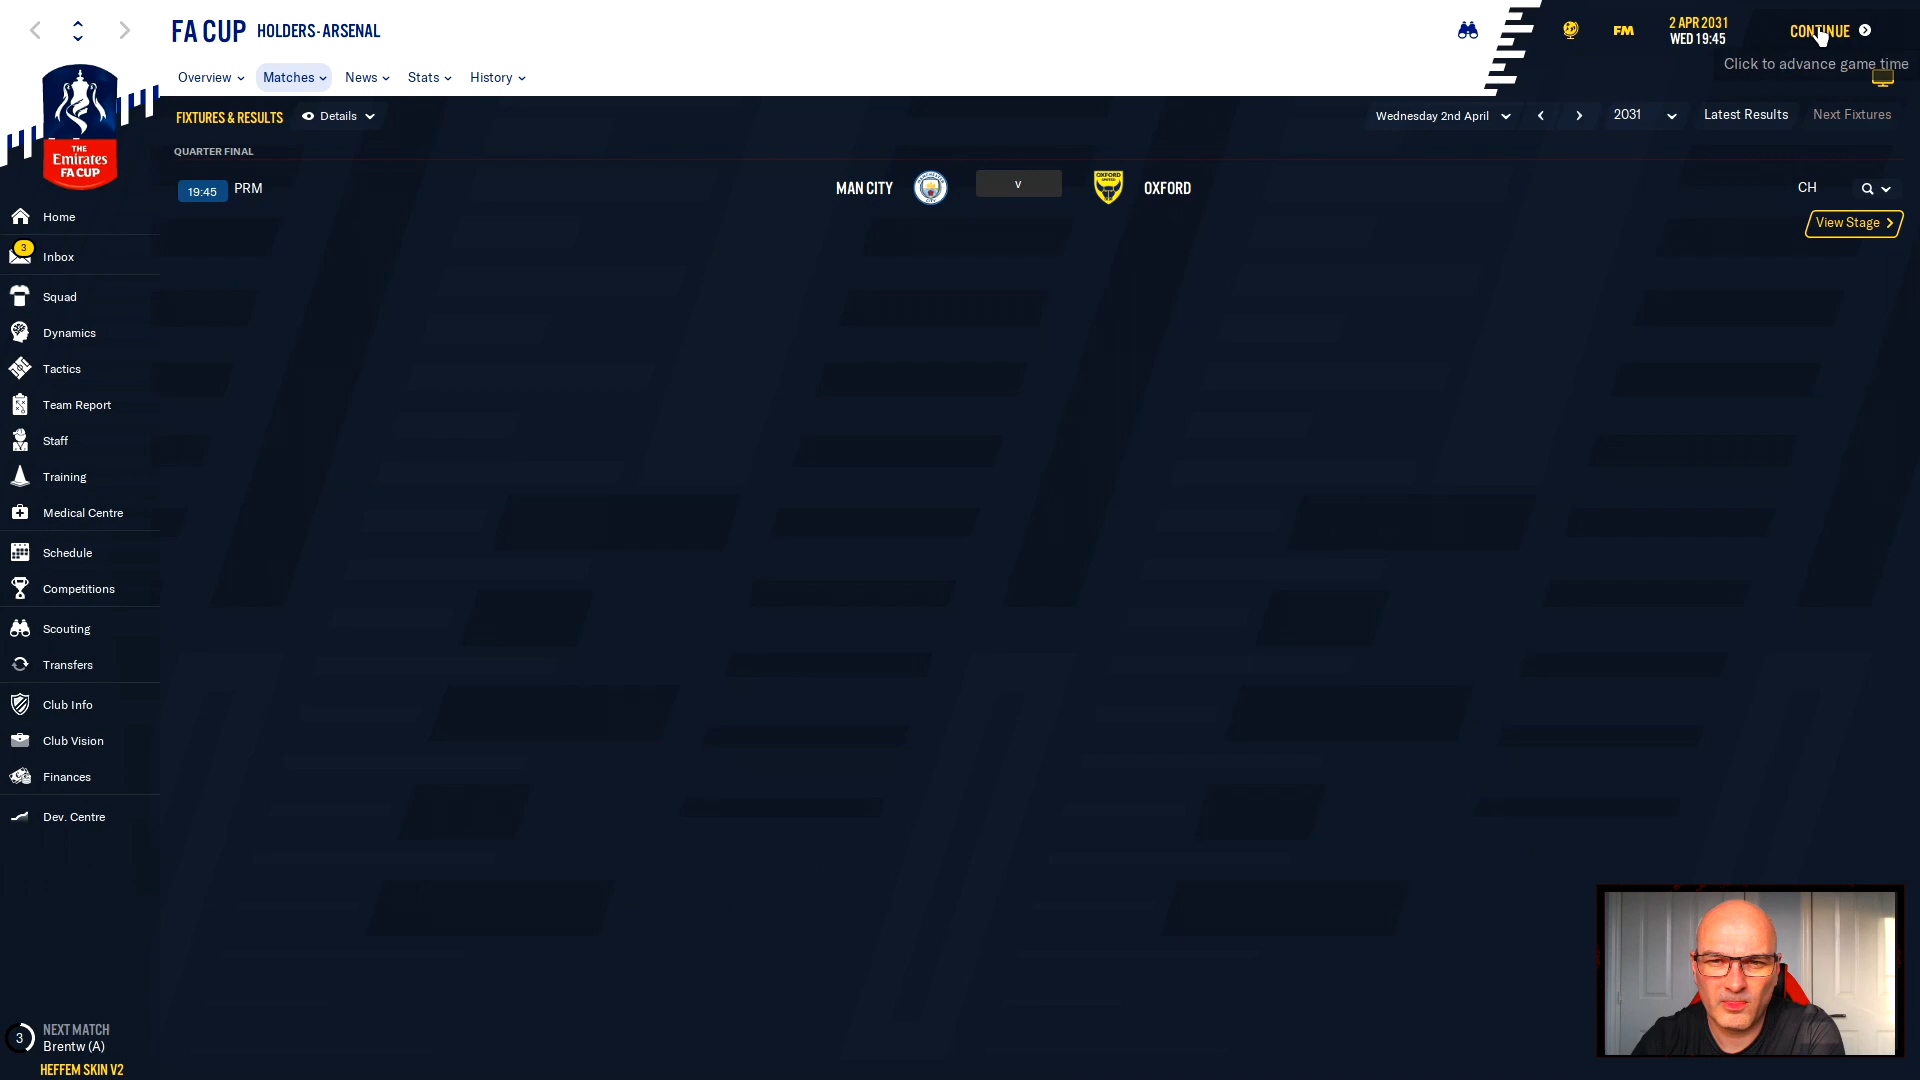 FA CUP HOLDERS - ARSENAL
FM
2 APR 2031
WED 19:45
CONTINUE
Click to advance game time
Overview Matches News Stats History
THE
Emirates
FA CUP
FIXTURES & RESULTS Details
Wednesday 2nd April 2031 Latest Results Next Fixtures
QUARTER FINAL
19:45 PRM MAN CITY v OXFORD CH
View Stage
Home
3
Inbox
Squad
Dynamics
Tactics
Team Report
Staff
Training
Medical Centre
Schedule
Competitions
Scouting
Transfers
Club Info
Club Vision
Finances
Dev. Centre
3
NEXT MATCH
Brentw (A)
HEFFEM SKIN V2